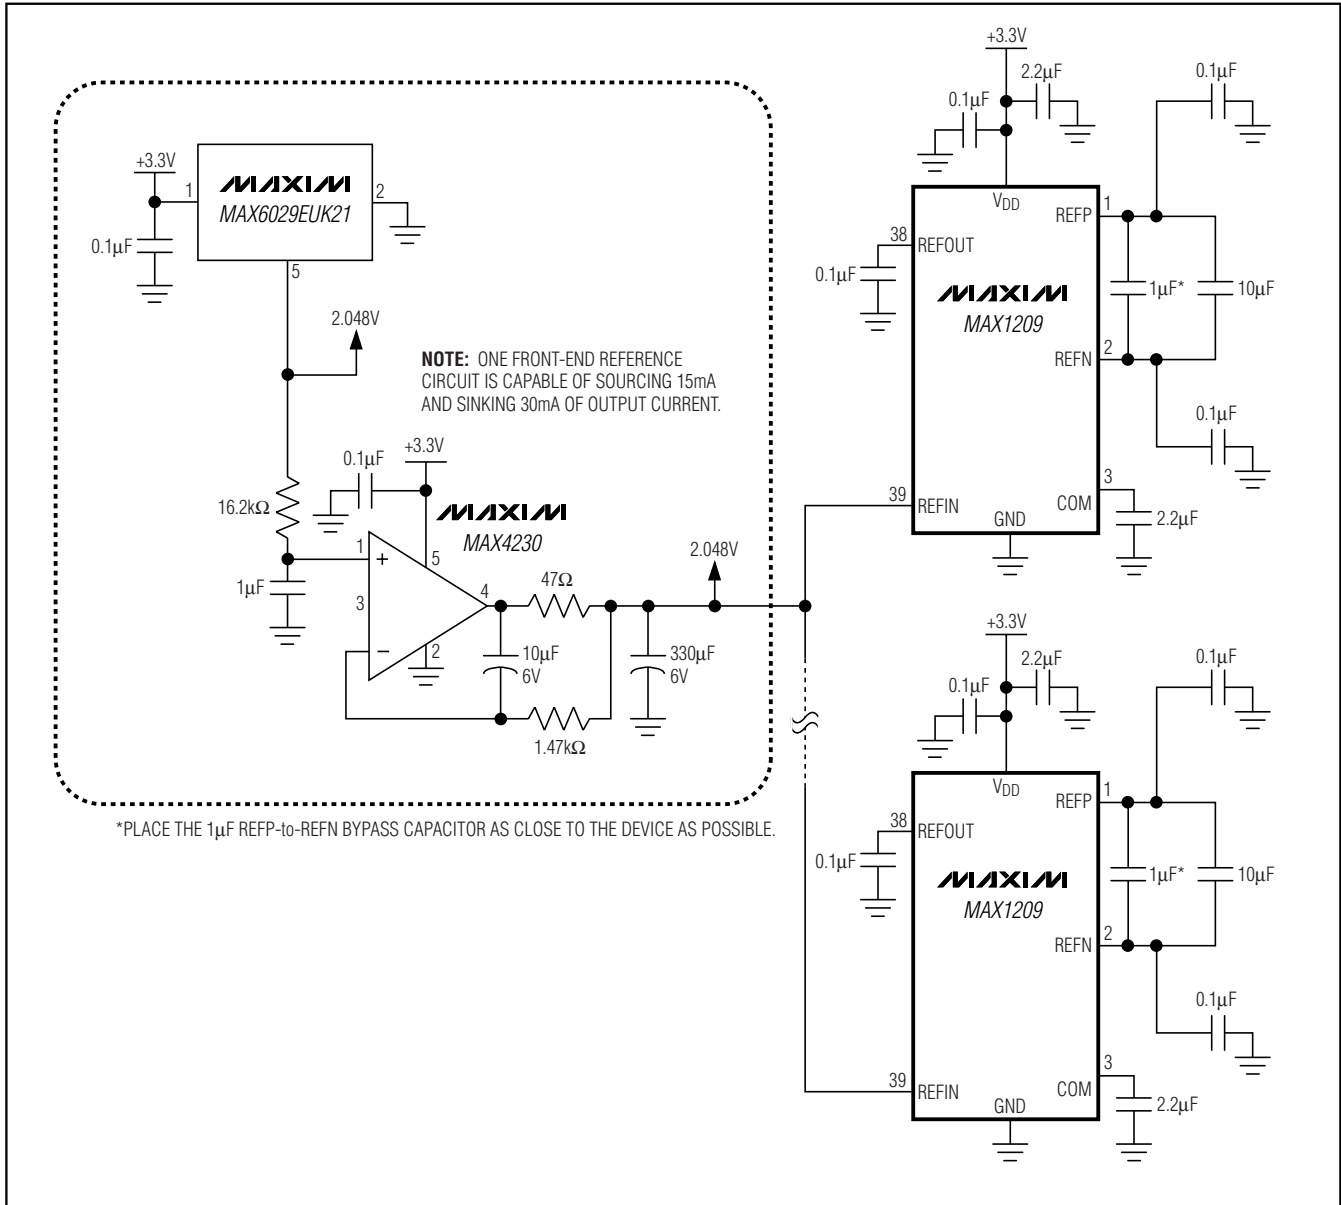 +3.3V
1
MAXIM
MAX6029EUK21
2
0.1µF
5
2.048V
NOTE: ONE FRONT-END REFERENCE
CIRCUIT IS CAPABLE OF SOURCING 15mA
AND SINKING 30mA OF OUTPUT CURRENT.
16.2kΩ
0.1µF
+3.3V
MAXIM
MAX4230
1
+
5
1µF
3
4
−
2
47Ω
10µF
6V
1.47kΩ
330µF
6V
2.048V
*PLACE THE 1µF REFP-to-REFN BYPASS CAPACITOR AS CLOSE TO THE DEVICE AS POSSIBLE.
+3.3V
2.2µF
0.1µF
0.1µF
VDD
REFP
1
38
REFOUT
0.1µF
MAXIM
MAX1209
1µF*
10µF
REFN
2
0.1µF
3
COM
39
REFIN
GND
2.2µF
+3.3V
2.2µF
0.1µF
0.1µF
VDD
REFP
1
38
REFOUT
0.1µF
MAXIM
MAX1209
1µF*
10µF
REFN
2
0.1µF
3
COM
39
REFIN
GND
2.2µF